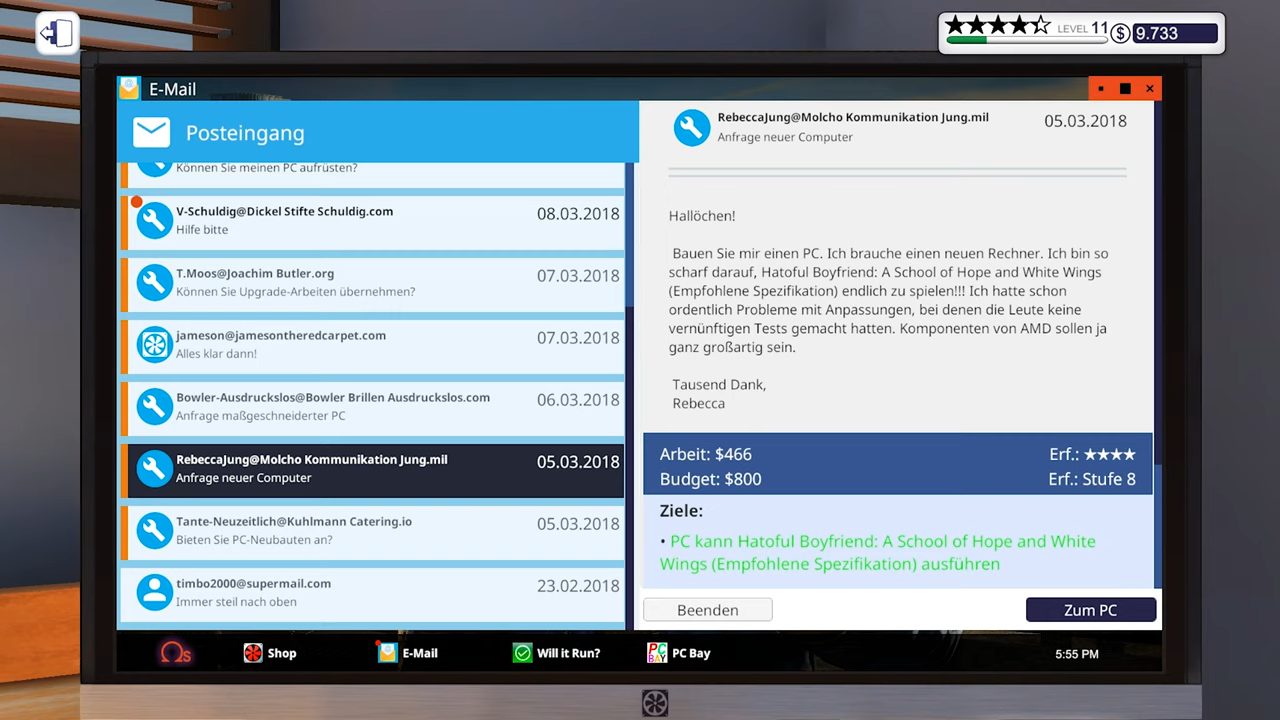 LEVEL 11
$ 9.733
E-Mail
Posteingang
Können Sie meinen PC aufrüsten?
V-Schuldig@Dickel Stifte Schuldig.com
08.03.2018
Hilfe bitte
T.Moos@Joachim Butler.org
07.03.2018
Können Sie Upgrade-Arbeiten übernehmen?
jameson@jamesontheredcarpet.com
07.03.2018
Alles klar dann!
Bowler-Ausdruckslos@Bowler Brillen Ausdruckslos.com
06.03.2018
Anfrage maßgeschneiderter PC
RebeccaJung@Molcho Kommunikation Jung.mil
05.03.2018
Anfrage neuer Computer
Tante-Neuzeitlich@Kuhlmann Catering.io
05.03.2018
Bieten Sie PC-Neubauten an?
timbo2000@supermail.com
23.02.2018
Immer steil nach oben
RebeccaJung@Molcho Kommunikation Jung.mil
05.03.2018
Anfrage neuer Computer
Hallöchen!
Bauen Sie mir einen PC. Ich brauche einen neuen Rechner. Ich bin so
scharf darauf, Hatoful Boyfriend: A School of Hope and White Wings
(Empfohlene Spezifikation) endlich zu spielen!!! Ich hatte schon
ordentlich Probleme mit Anpassungen, bei denen die Leute keine
vernünftigen Tests gemacht hatten. Komponenten von AMD sollen ja
ganz großartig sein.
Tausend Dank,
Rebecca
Arbeit: $466
Erf.: ★★★★
Budget: $800
Erf.: Stufe 8
Ziele:
• PC kann Hatoful Boyfriend: A School of Hope and White
Wings (Empfohlene Spezifikation) ausführen
Beenden
Zum PC
Ωs
Shop
E-Mail
Will it Run?
PC BAY
PC Bay
5:55 PM